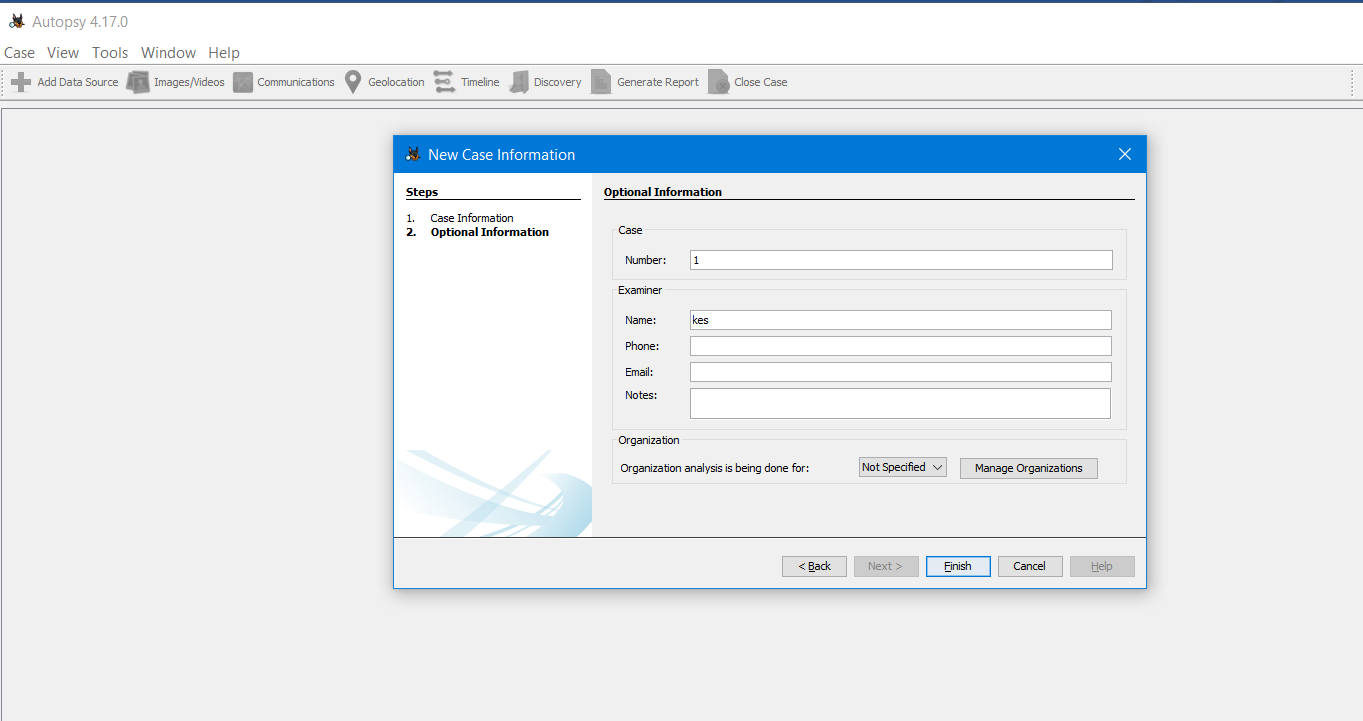 Autopsy 4.17.0
Case View Tools Window Help
Add Data Source Images/Videos Communications Geolocation Timeline Discovery Generate Report Close Case
New Case Information
Steps
1. Case Information
2. Optional Information
Optional Information
Case
Number: 1
Examiner
Name: kes
Phone:
Email:
Notes:
Organization
Organization analysis is being done for: Not Specified Manage Organizations
< Back Next > Finish Cancel Help